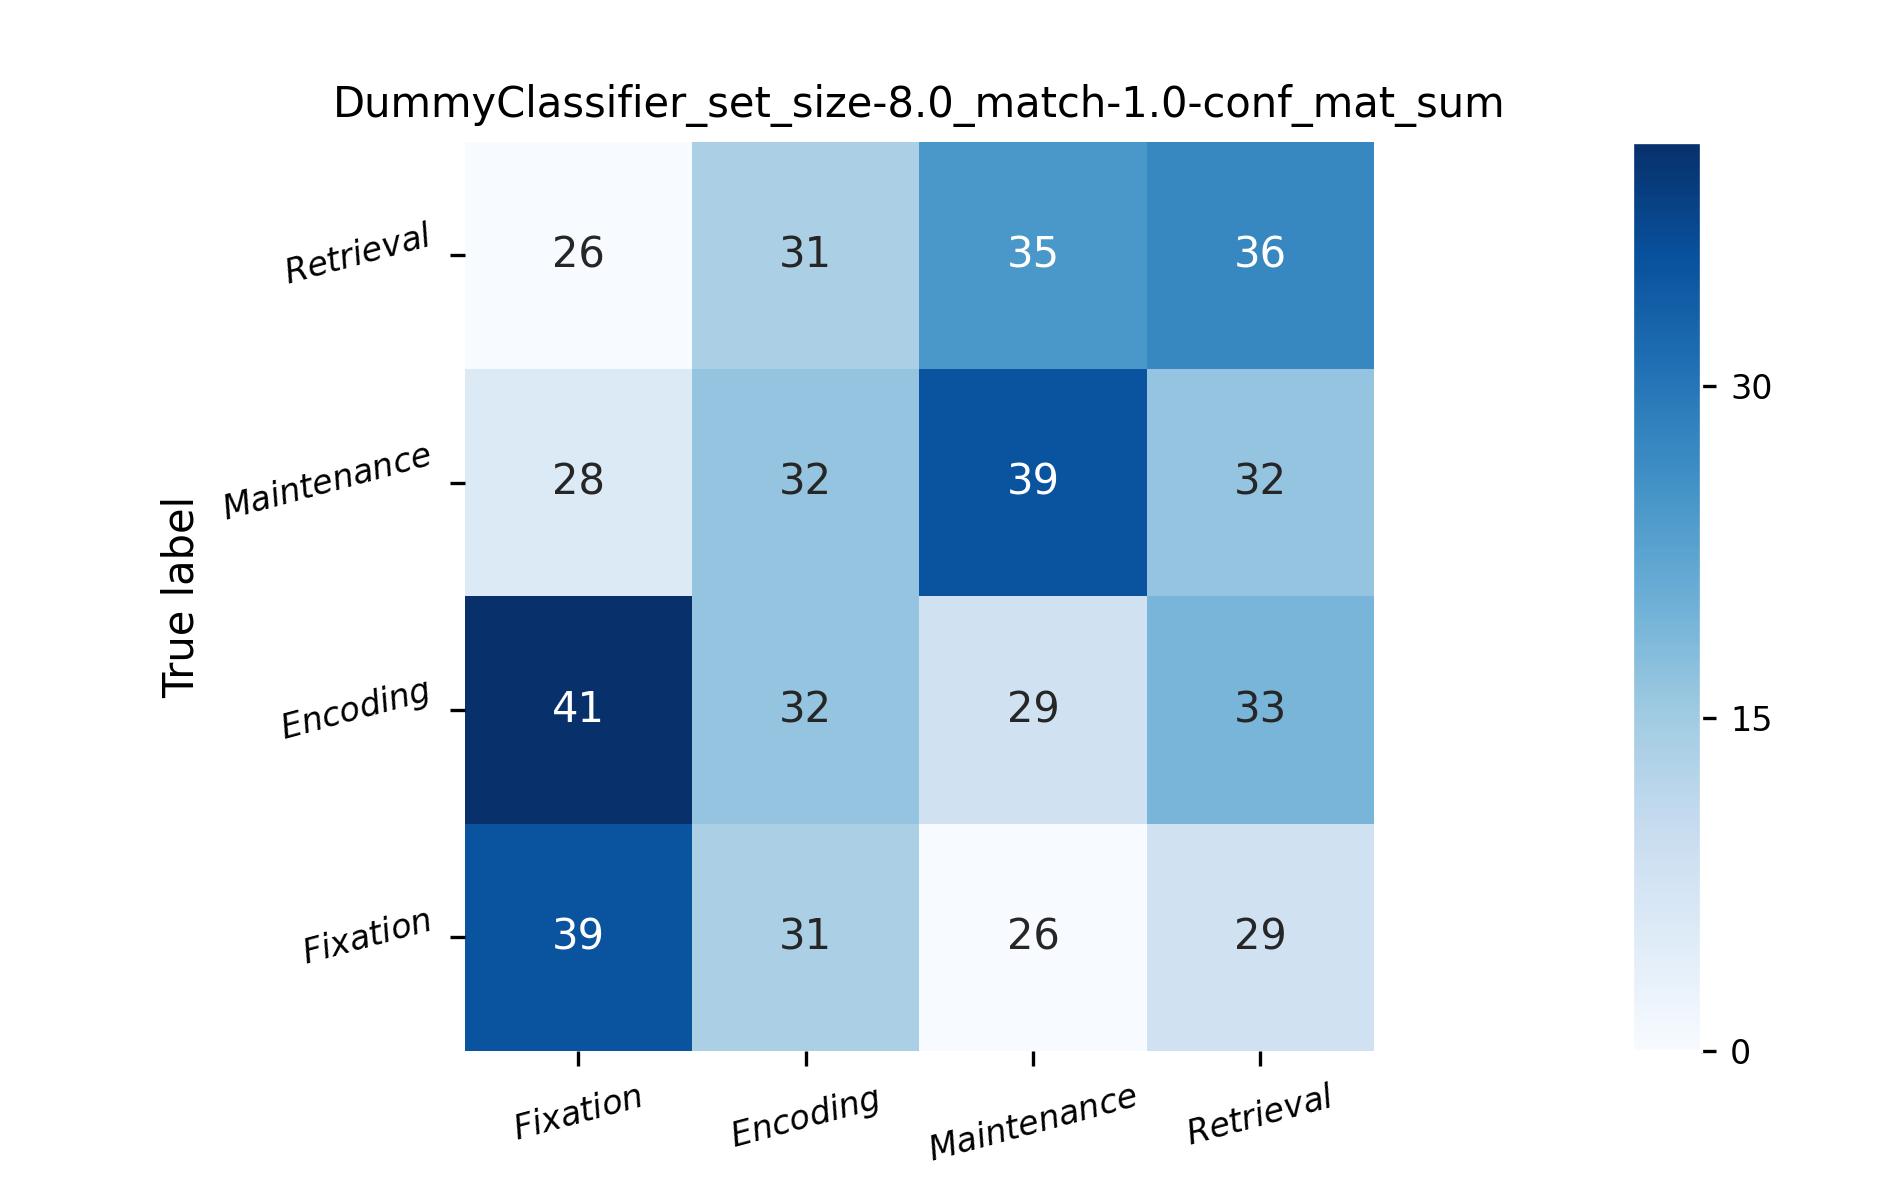 DummyClassifier_set_size-8.0_match-1.0-conf_mat_sum
True label
Retrieval 26 31 35 36
Maintenance 28 32 39 32
Encoding 41 32 29 33
Fixation 39 31 26 29
Fixation Encoding Maintenance Retrieval
30
15
0